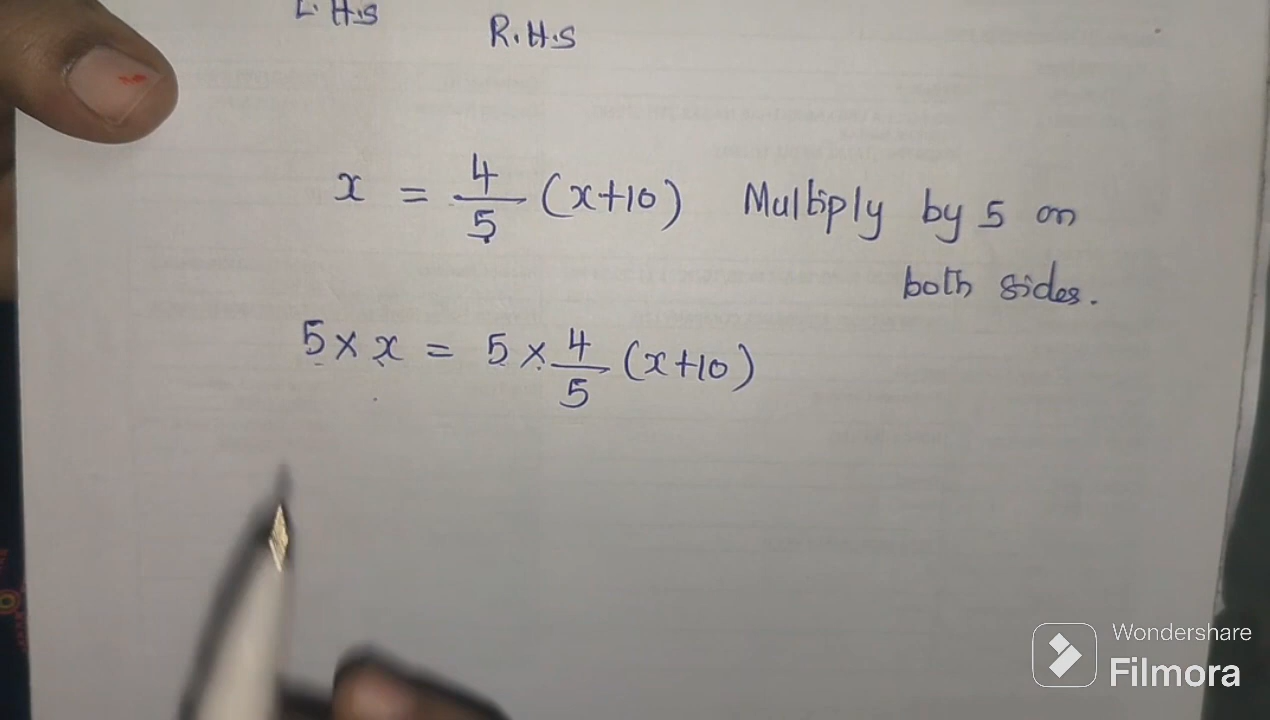 L.H.S
R.H.S
x = 4/5 (x+10) Multiply by 5 on
both sides.
5 × x = 5 × 4/5 (x+10)
Wondershare
Filmora